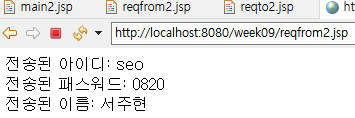 main2.jsp reqfrom2.jsp reqto2.jsp ht
http://localhost:8080/week09/reqfrom2.jsp
전송된 아이디: seo
전송된 패스워드: 0820
전송된 이름: 서주현